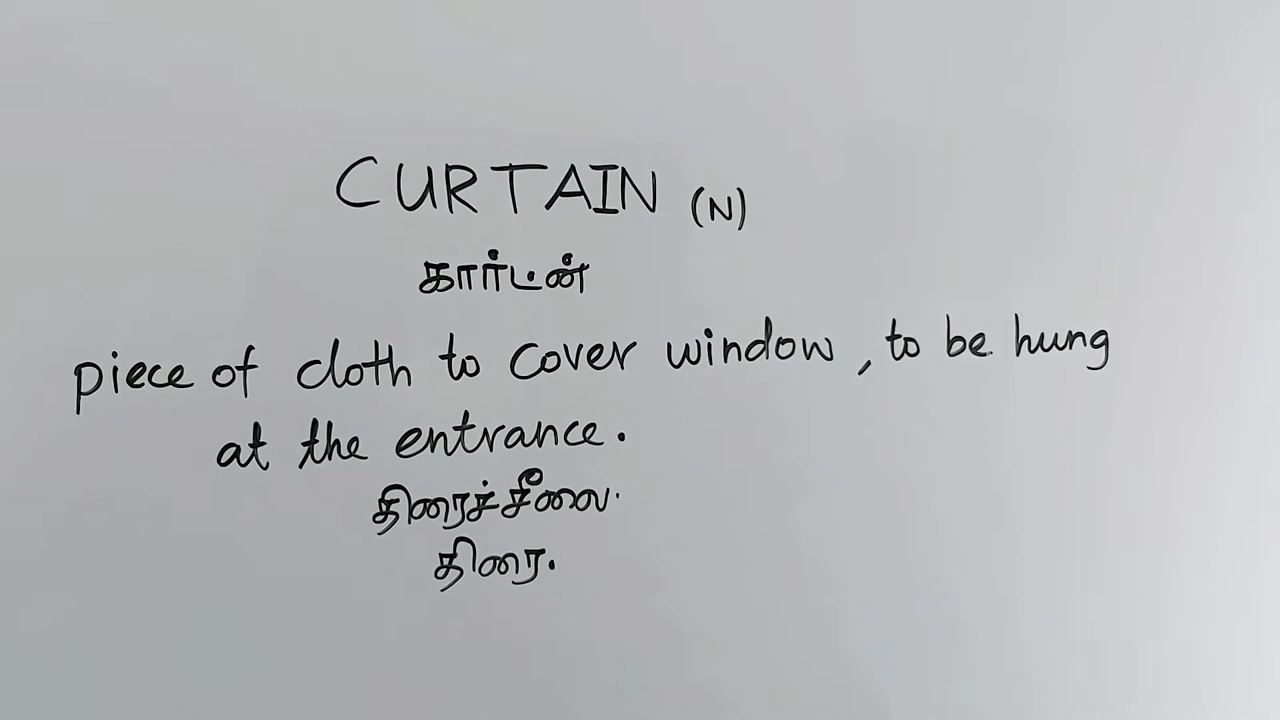 CURTAIN (N)
கார்டன்
piece of cloth to cover window, to be hung
at the entrance.
திரைச்சீலை.
திரை.